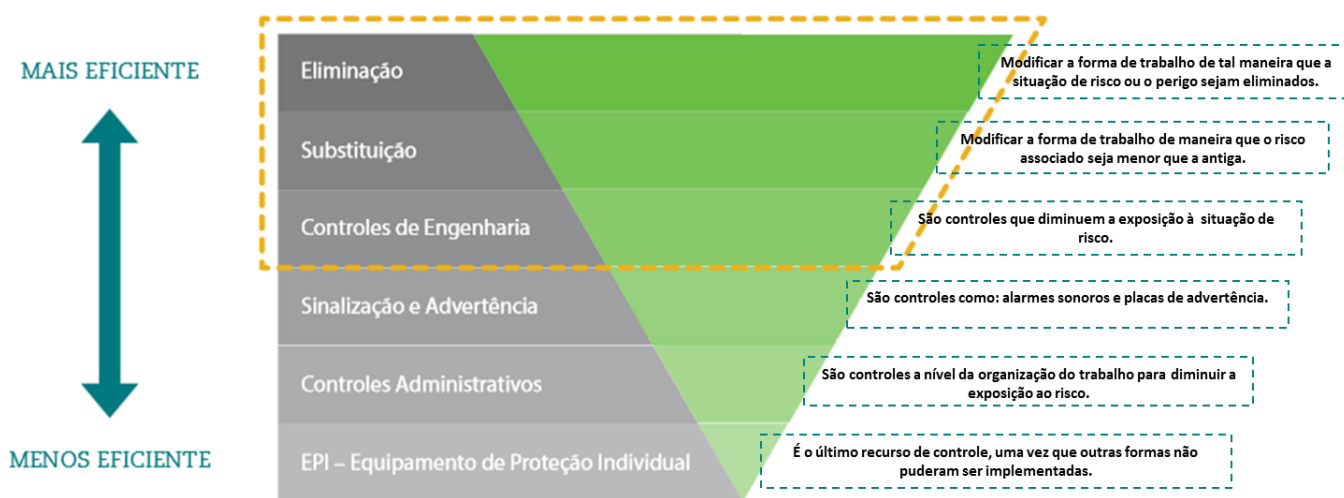 MAIS EFICIENTE
Eliminação
Modificar a forma de trabalho de tal maneira que a
situação de risco ou o perigo sejam eliminados.
Substituição
Modificar a forma de trabalho de maneira que o risco
associado seja menor que a antiga.
Controles de Engenharia
São controles que diminuem a exposição à situação de
risco.
Sinalização e Advertência
São controles como: alarmes sonoros e placas de advertência.
Controles Administrativos
São controles a nível da organização do trabalho para diminuir a
exposição ao risco.
MENOS EFICIENTE
EPI – Equipamento de Proteção Individual
É o último recurso de controle, uma vez que outras formas não
puderam ser implementadas.